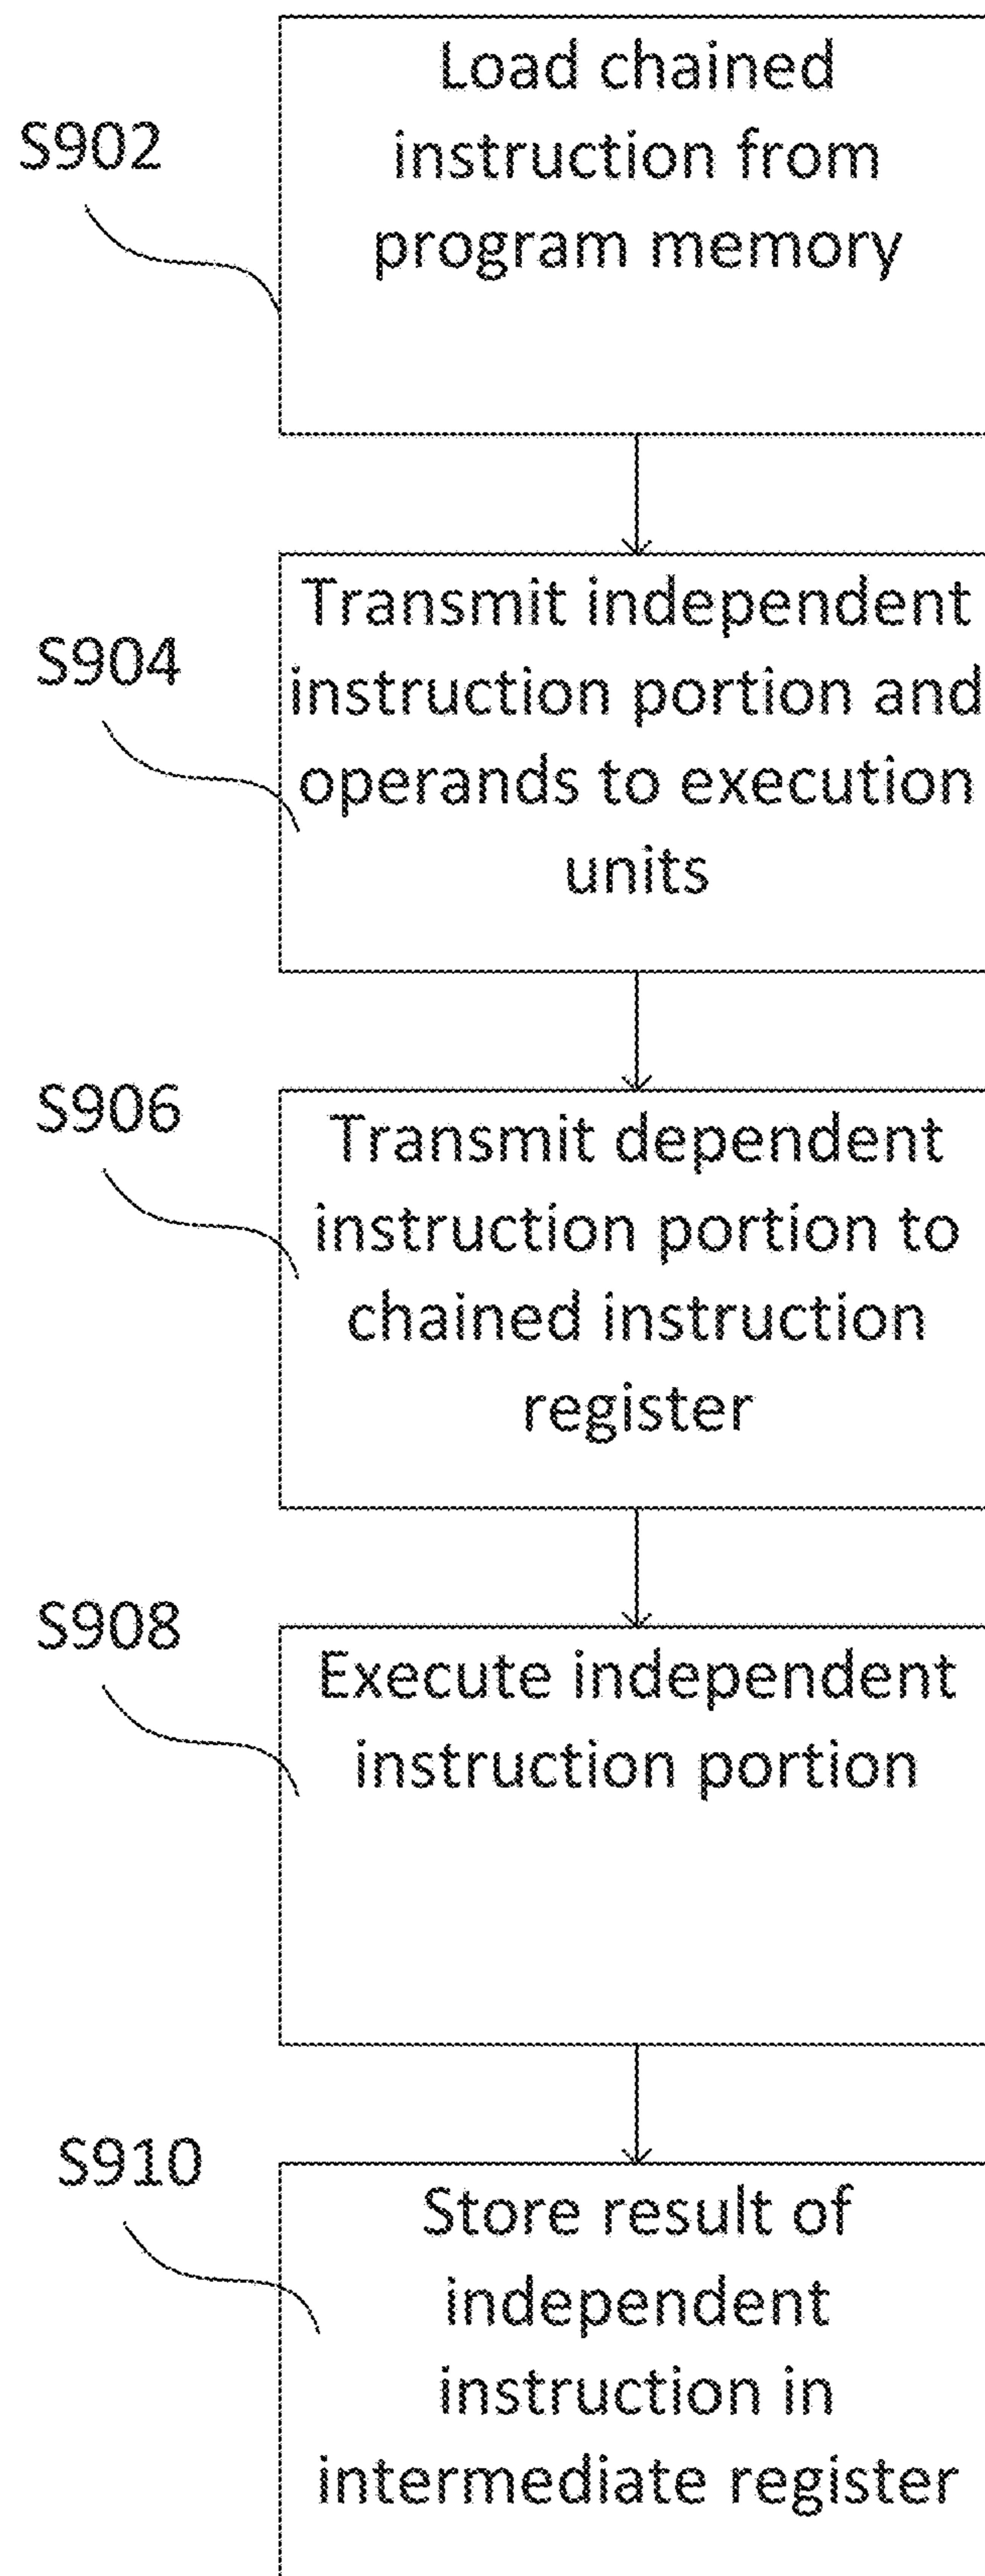 S902
Load chained
instruction from
program memory
S904
Transmit independent
instruction portion and
operands to execution
units
S906
Transmit dependent
instruction portion to
chained instruction
register
S908
Execute independent
instruction portion
S910
Store result of
independent
instruction in
intermediate register